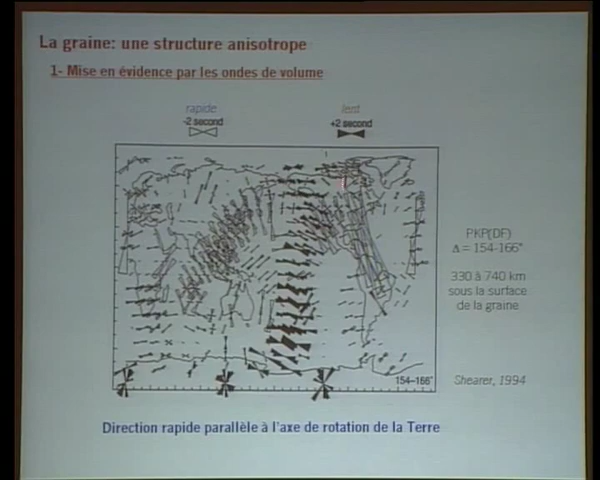 La graine: une structure anisotrope
1- Mise en évidence par les ondes de volume
rapide
-2 second
lent
+2 second
PKP(DF)
Δ = 154-166°
330 à 740 km
sous la surface
de la graine
154–166°
Shearer, 1994
Direction rapide parallèle à l'axe de rotation de la Terre